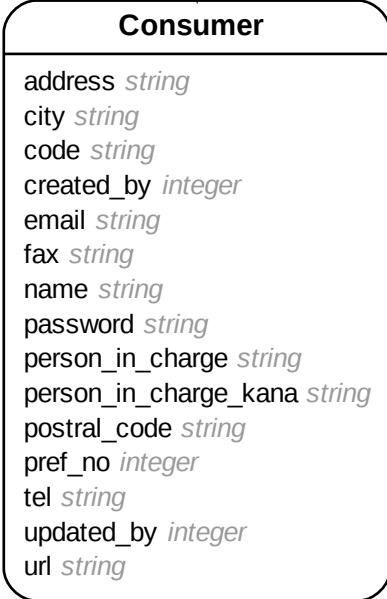 Consumer
address string
city string
code string
created_by integer
email string
fax string
name string
password string
person_in_charge string
person_in_charge_kana string
postral_code string
pref_no integer
tel string
updated_by integer
url string